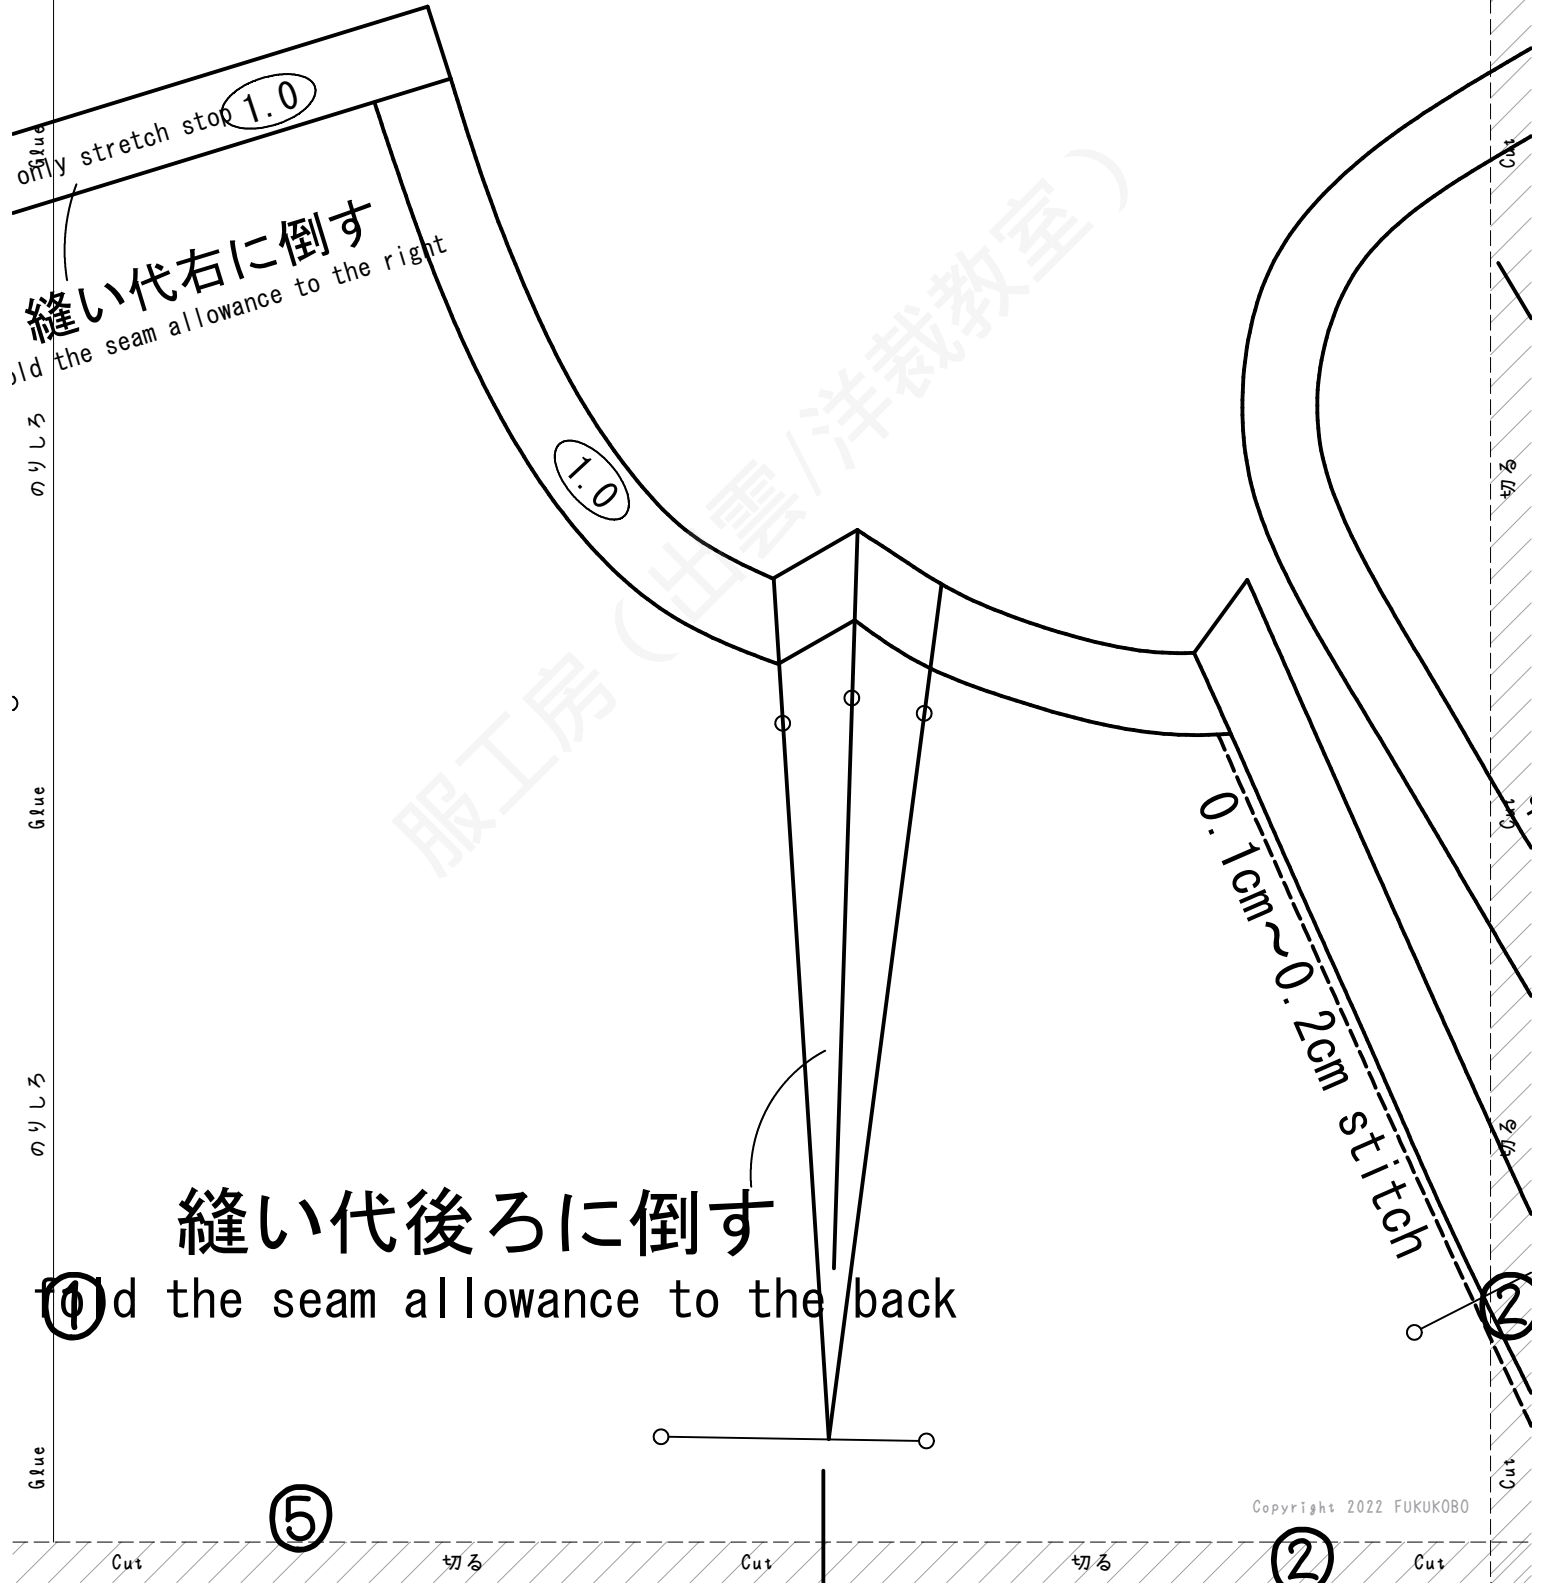 only stretch stop
1.0
縫い代右に倒す
old the seam allowance to the right
1.0
服工房(出雲/洋裁教室)
0.1cm〜0.2cm stitch
縫い代後ろに倒す
fold the seam allowance to the back
Glue
のりしろ
Glue
のりしろ
Glue
①
Cut
切る
Cut
切る
②
Cut
Copyright 2022 FUKUKOBO
⑤
②
Cut
切る
Cut
切る
Cut